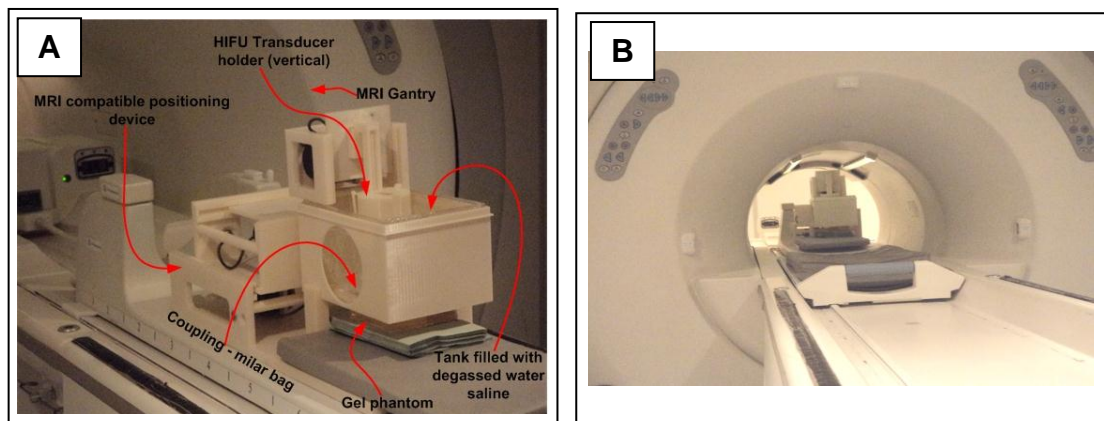 A
HIFU Transducer
holder (vertical)
MRI Gantry
MRI compatible positioning
device
Coupling - milar bag
Gel phantom
Tank filled with
degassed water
saline
B